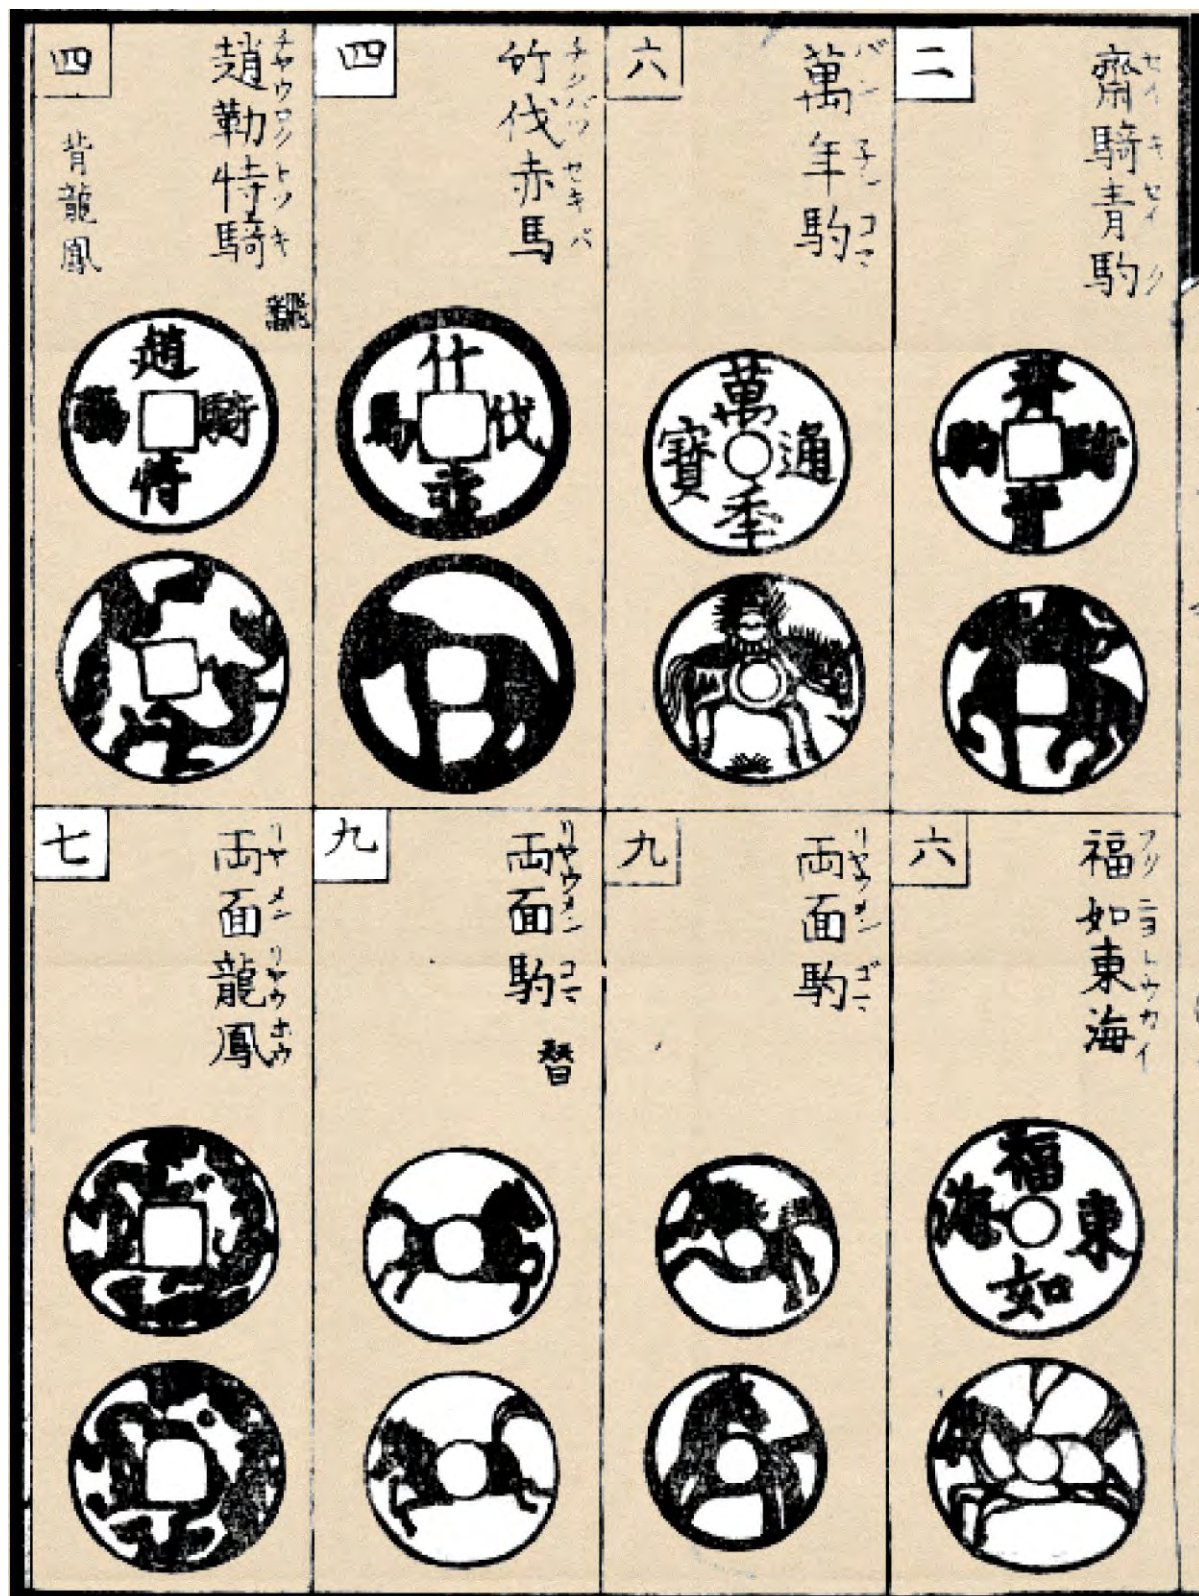 二
齋騎青駒
セイキセイク
六
萬年駒
バンネンコマ
萬年通寳
四
竹伐赤馬
チクバツセキバ
四
趙勒特騎
チヤウロクトツキ
背龍鳳
趙特騎
六
福如東海
フクニヨトウカイ
福如東海
九
両面駒
リヤウメンゴマ
九
両面駒
リヤウメンコマ
七
両面龍鳳
リヤウメンリヤウホウ